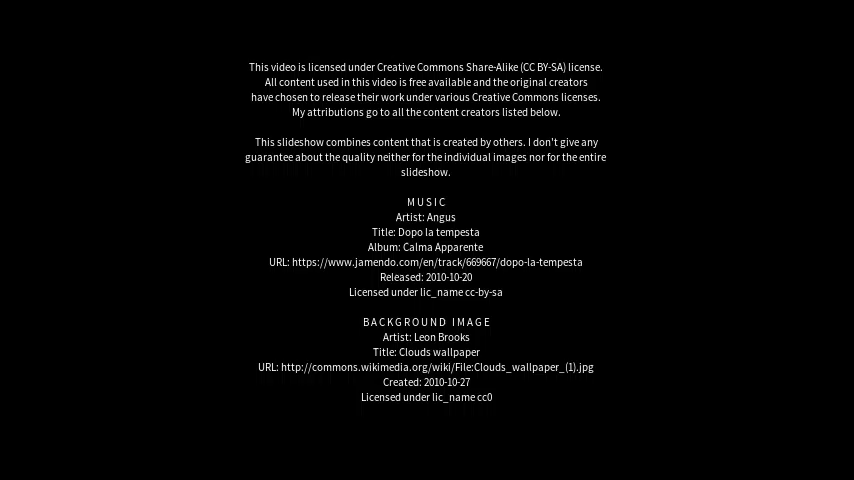 This video is licensed under Creative Commons Share-Alike (CC BY-SA) license.
All content used in this video is free available and the original creators
have chosen to release their work under various Creative Commons licenses.
My attributions go to all the content creators listed below.
This slideshow combines content that is created by others. I don't give any
guarantee about the quality neither for the individual images nor for the entire
slideshow.
MUSIC
Artist: Angus
Title: Dopo la tempesta
Album: Calma Apparente
URL: https://www.jamendo.com/en/track/669667/dopo-la-tempesta
Released: 2010-10-20
Licensed under lic_name cc-by-sa
BACKGROUND IMAGE
Artist: Leon Brooks
Title: Clouds wallpaper
URL: http://commons.wikimedia.org/wiki/File:Clouds_wallpaper_(1).jpg
Created: 2010-10-27
Licensed under lic_name cc0